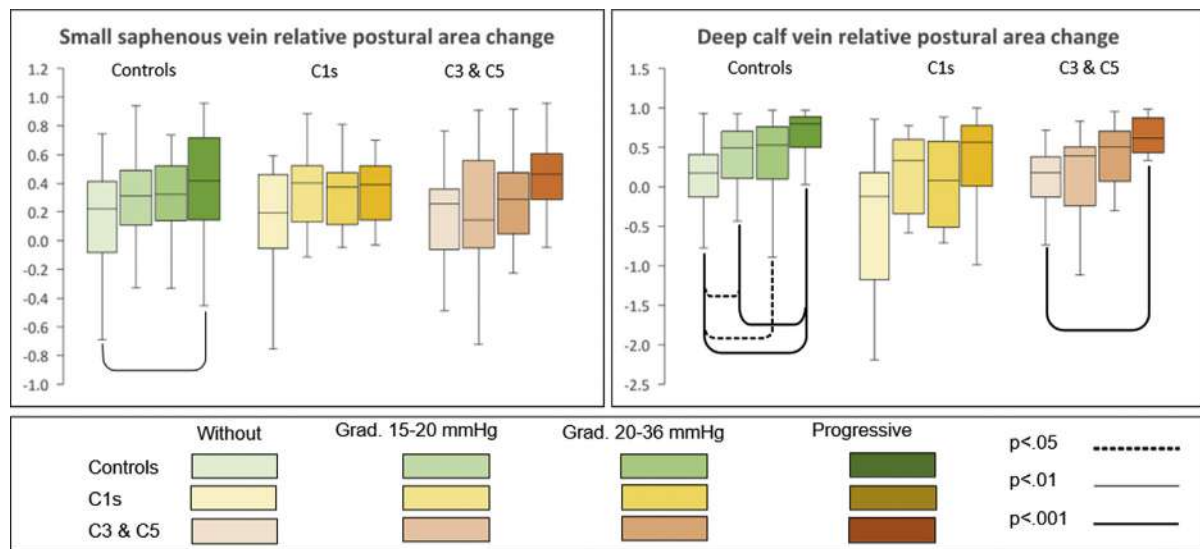 Small saphenous vein relative postural area change
Controls C1s C3 & C5
1.2
1.0
0.8
0.6
0.4
0.2
0.0
-0.2
-0.4
-0.6
-0.8
-1.0
Deep calf vein relative postural area change
Controls C1s C3 & C5
1.5
1.0
0.5
0.0
-0.5
-1.0
-1.5
-2.0
-2.5
Without Grad. 15-20 mmHg Grad. 20-36 mmHg Progressive
Controls
C1s
C3 & C5
p<.05
p<.01
p<.001